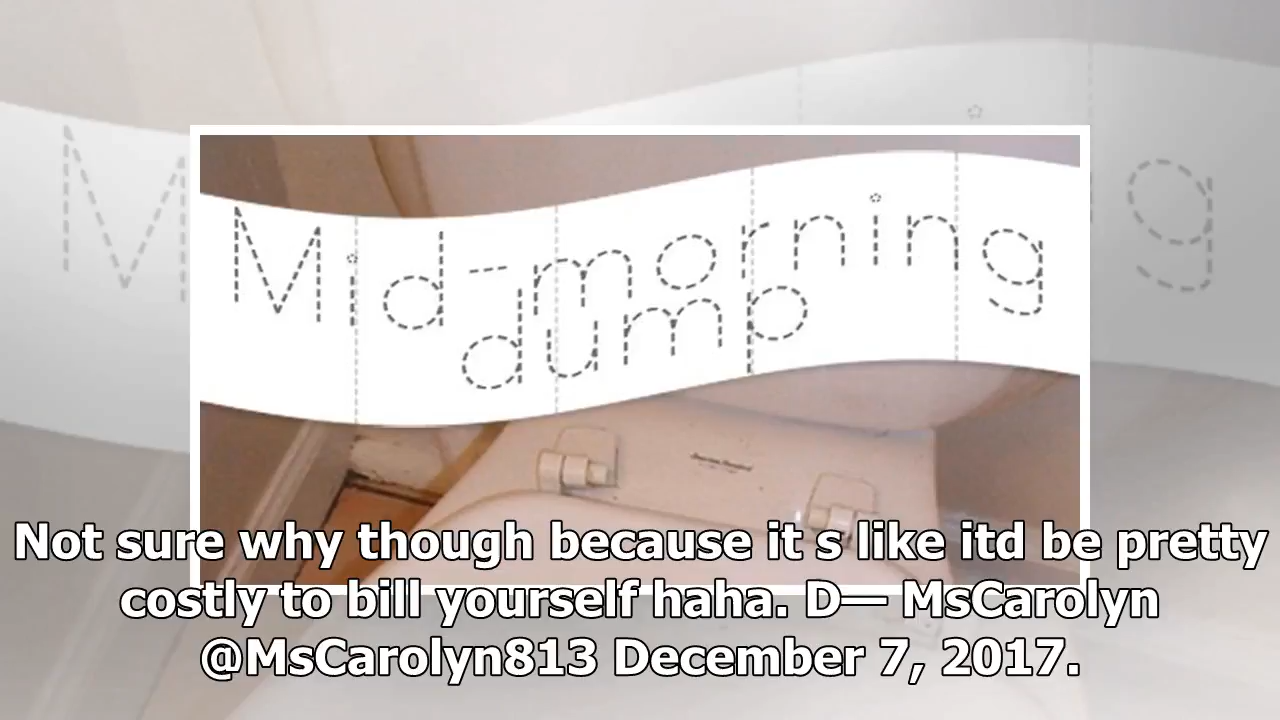 Mid-morning
dump
Not sure why though because it s like itd be pretty
costly to bill yourself haha. D— MsCarolyn
@MsCarolyn813 December 7, 2017.